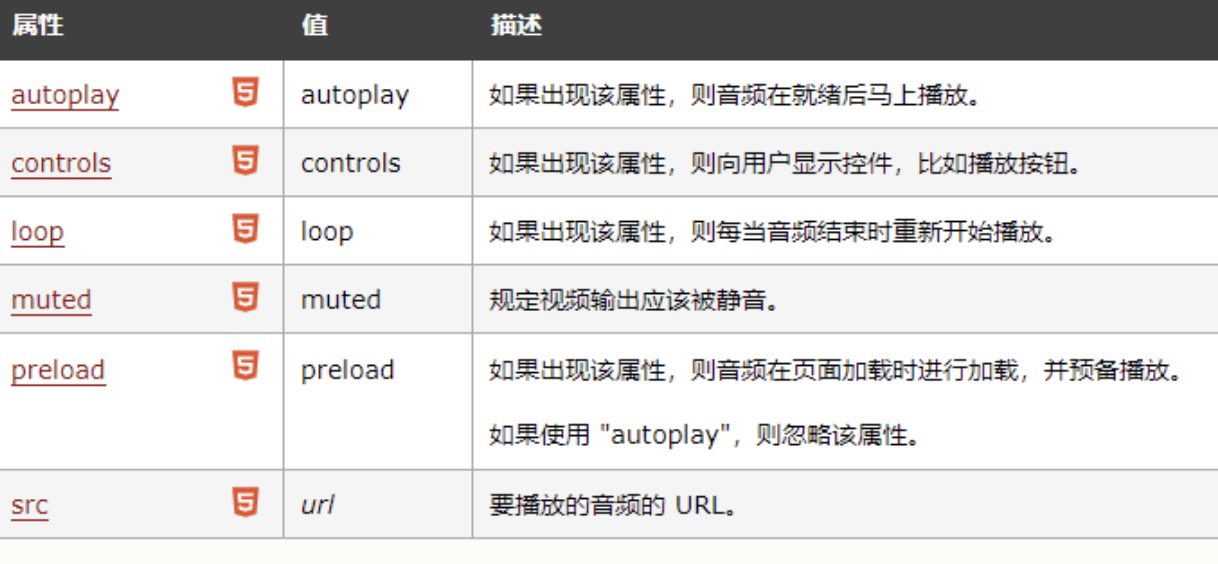 属性 值 描述
autoplay 5 autoplay 如果出现该属性，则音频在就绪后马上播放。
controls 5 controls 如果出现该属性，则向用户显示控件，比如播放按钮。
loop 5 loop 如果出现该属性，则每当音频结束时重新开始播放。
muted 5 muted 规定视频输出应该被静音。
preload 5 preload 如果出现该属性，则音频在页面加载时进行加载，并预备播放。
如果使用 "autoplay"，则忽略该属性。
src 5 url 要播放的音频的 URL。